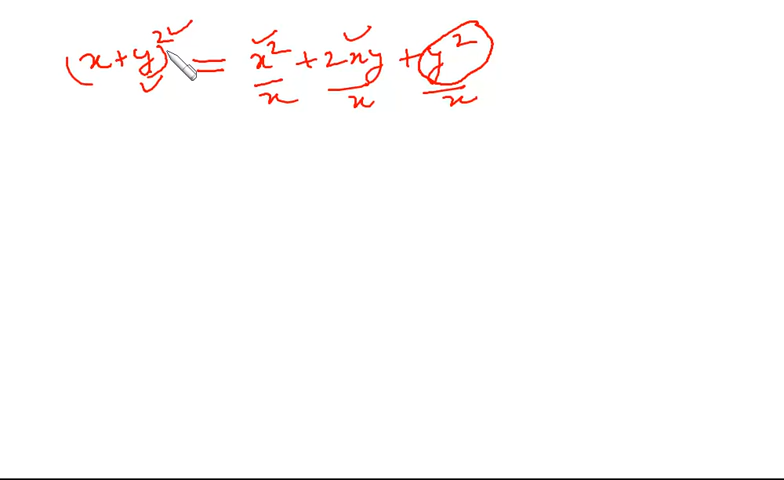 (x+y)² = x² + 2xy + y²
x x x